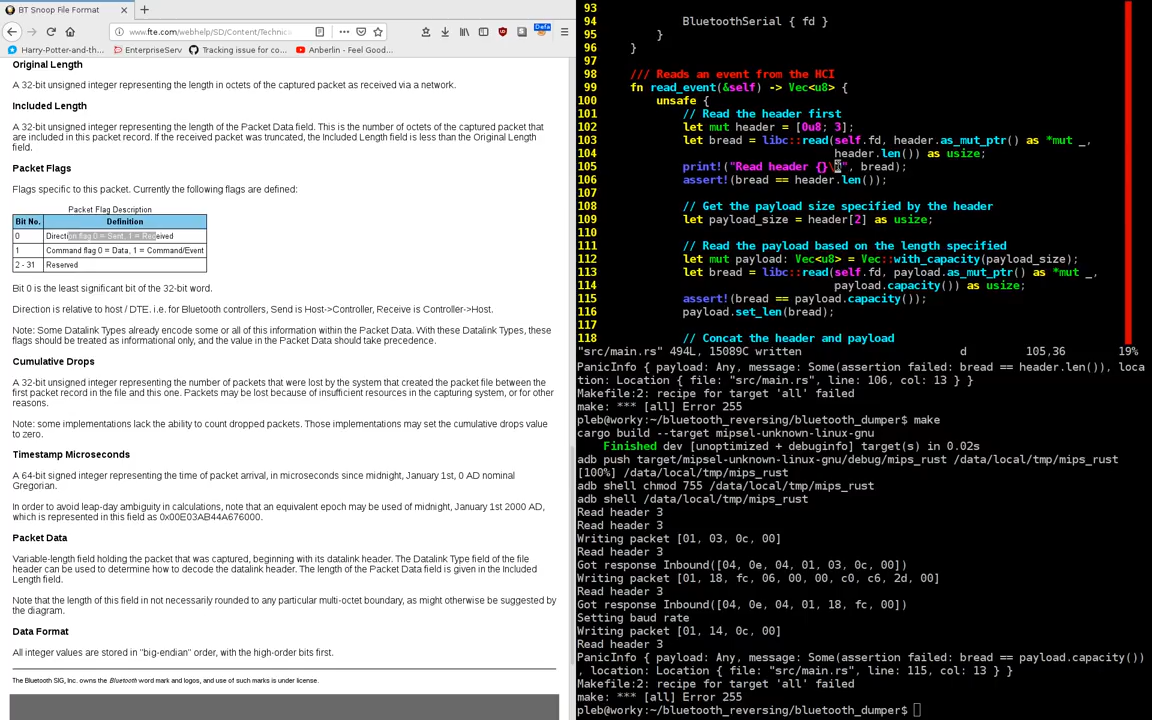 BT Snoop File Format
www.fte.com/webhelp/SD/Content/Technic
Harry-Potter-and-th...
EnterpriseServ
Tracking issue for c...
Anberlin - Feel Good...
Original Length
A 32-bit unsigned integer representing the length in octets of the captured packet as received via a network.
Included Length
A 32-bit unsigned integer representing the length of the Packet Data field. This is the number of octets of the captured packet that
are included in this packet record. If the received packet was truncated, the Included Length field is less than the Original Length
field.
Packet Flags
Flags specific to this packet. Currently the following flags are defined:
Packet Flag Description
Bit No. Definition
0 Direction flag 0 = Sent, 1 = Received
1 Command flag 0 = Data, 1 = Command/Event
2 - 31 Reserved
Bit 0 is the least significant bit of the 32-bit word.
Direction is relative to host / DTE. i.e. for Bluetooth controllers, Send is Host->Controller, Receive is Controller->Host.
Note: Some Datalink Types already encode some or all of this information within the Packet Data. With these Datalink Types, these
flags should be treated as informational only, and the value in the Packet Data should take precedence.
Cumulative Drops
A 32-bit unsigned integer representing the number of packets that were lost by the system that created the packet file between the
first packet record in the file and this one. Packets may be lost because of insufficient resources in the capturing system, or for other
reasons.
Note: some implementations lack the ability to count dropped packets. Those implementations may set the cumulative drops value
to zero.
Timestamp Microseconds
A 64-bit signed integer representing the time of packet arrival, in microseconds since midnight, January 1st, 0 AD nominal
Gregorian.
In order to avoid leap-day ambiguity in calculations, note that an equivalent epoch may be used of midnight, January 1st 2000 AD,
which is represented in this field as 0x00E03AB44A676000.
Packet Data
Variable-length field holding the packet that was captured, beginning with its datalink header. The Datalink Type field of the file
header can be used to determine how to decode the datalink header. The length of the Packet Data field is given in the Included
Length field.
Note that the length of this field in not necessarily rounded to any particular multi-octet boundary, as might otherwise be suggested by
the diagram.
Data Format
All integer values are stored in "big-endian" order, with the high-order bits first.
The Bluetooth SIG, Inc. owns the Bluetooth word mark and logos, and use of such marks is under license.
93
94 BluetoothSerial { fd }
95 }
96 }
97
98 /// Reads an event from the HCI
99 fn read_event(&self) -> Vec<u8> {
100 unsafe {
101 // Read the header first
102 let mut header = [0u8; 3];
103 let bread = libc::read(self.fd, header.as_mut_ptr() as *mut _,
104 header.len()) as usize;
105 print!("Read header {}\n", bread);
106 assert!(bread == header.len());
107
108 // Get the payload size specified by the header
109 let payload_size = header[2] as usize;
110
111 // Read the payload based on the length specified
112 let mut payload: Vec<u8> = Vec::with_capacity(payload_size);
113 let bread = libc::read(self.fd, payload.as_mut_ptr() as *mut _,
114 payload.capacity()) as usize;
115 assert!(bread == payload.capacity());
116 payload.set_len(bread);
117
118 // Concat the header and payload
"src/main.rs" 494L, 15089C written d 105,36 19%
PanicInfo { payload: Any, message: Some(assertion failed: bread == header.len()), loca
tion: Location { file: "src/main.rs", line: 106, col: 13 } }
Makefile:2: recipe for target 'all' failed
make: *** [all] Error 255
pleb@worky:~/bluetooth_reversing/bluetooth_dumper$ make
cargo build --target mipsel-unknown-linux-gnu
Finished dev [unoptimized + debuginfo] target(s) in 0.02s
adb push target/mipsel-unknown-linux-gnu/debug/mips_rust /data/local/tmp/mips_rust
[100%] /data/local/tmp/mips_rust
adb shell chmod 755 /data/local/tmp/mips_rust
adb shell /data/local/tmp/mips_rust
Read header 3
Read header 3
Writing packet [01, 03, 0c, 00]
Read header 3
Got response Inbound([04, 0e, 04, 01, 03, 0c, 00])
Writing packet [01, 18, fc, 06, 00, 00, c0, c6, 2d, 00]
Read header 3
Got response Inbound([04, 0e, 04, 01, 18, fc, 00])
Setting baud rate
Writing packet [01, 14, 0c, 00]
Read header 3
PanicInfo { payload: Any, message: Some(assertion failed: bread == payload.capacity())
, location: Location { file: "src/main.rs", line: 115, col: 13 } }
Makefile:2: recipe for target 'all' failed
make: *** [all] Error 255
pleb@worky:~/bluetooth_reversing/bluetooth_dumper$